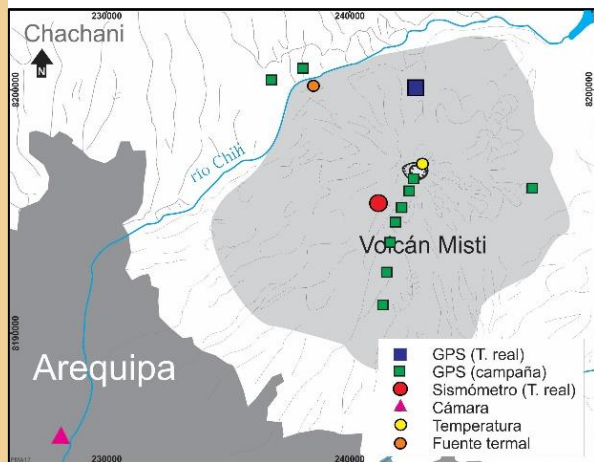 230000
240000
Chachani
N
8200000
8200000
río Chili
Volcán Misti
8190000
Arequipa
GPS (T. real)
GPS (campaña)
Sismómetro (T. real)
Cámara
Temperatura
Fuente termal
230000
240000